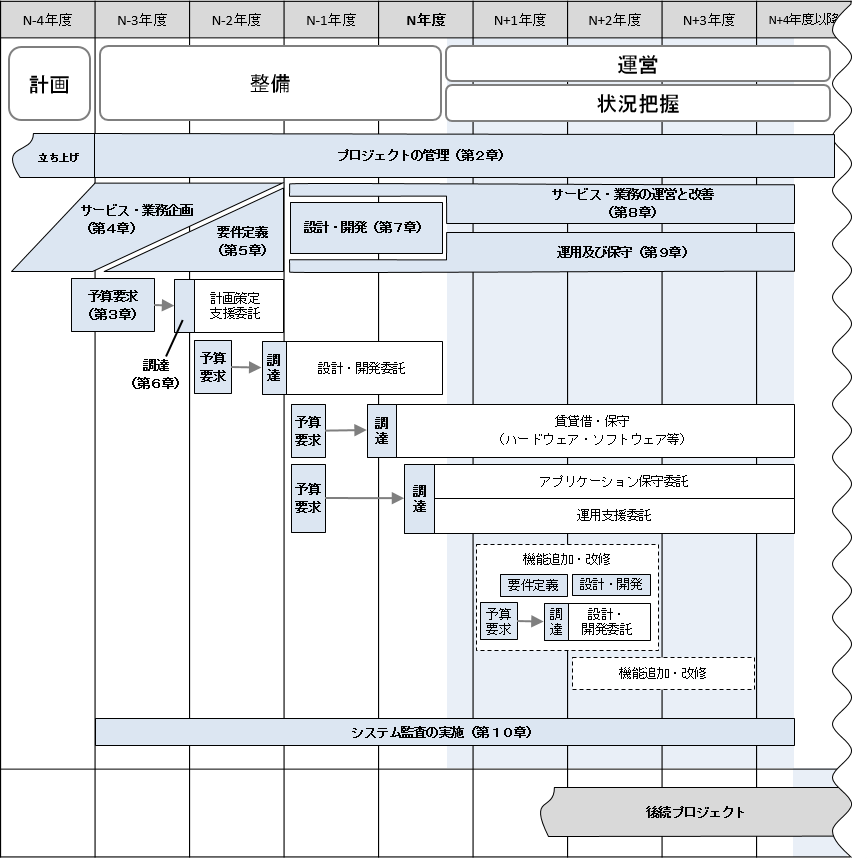 N-4年度 N-3年度 N-2年度 N-1年度 N年度 N+1年度 N+2年度 N+3年度 N+4年度以降
計画
整備
運営
状況把握
立ち上げ
プロジェクトの管理（第２章）
サービス・業務企画
（第４章）
要件定義
（第５章）
設計・開発（第７章）
サービス・業務の運営と改善
（第８章）
運用及び保守（第９章）
予算要求
（第３章）
計画策定
支援委託
調達
（第６章）
予算
要求
調
達
設計・開発委託
予算
要求
調
達
賃貸借・保守
（ハードウェア・ソフトウェア等）
予算
要求
調
達
アプリケーション保守委託
運用支援委託
機能追加・改修
要件定義
設計・開発
予算
要求
調
達
設計・
開発委託
機能追加・改修
システム監査の実施（第１０章）
後続プロジェクト